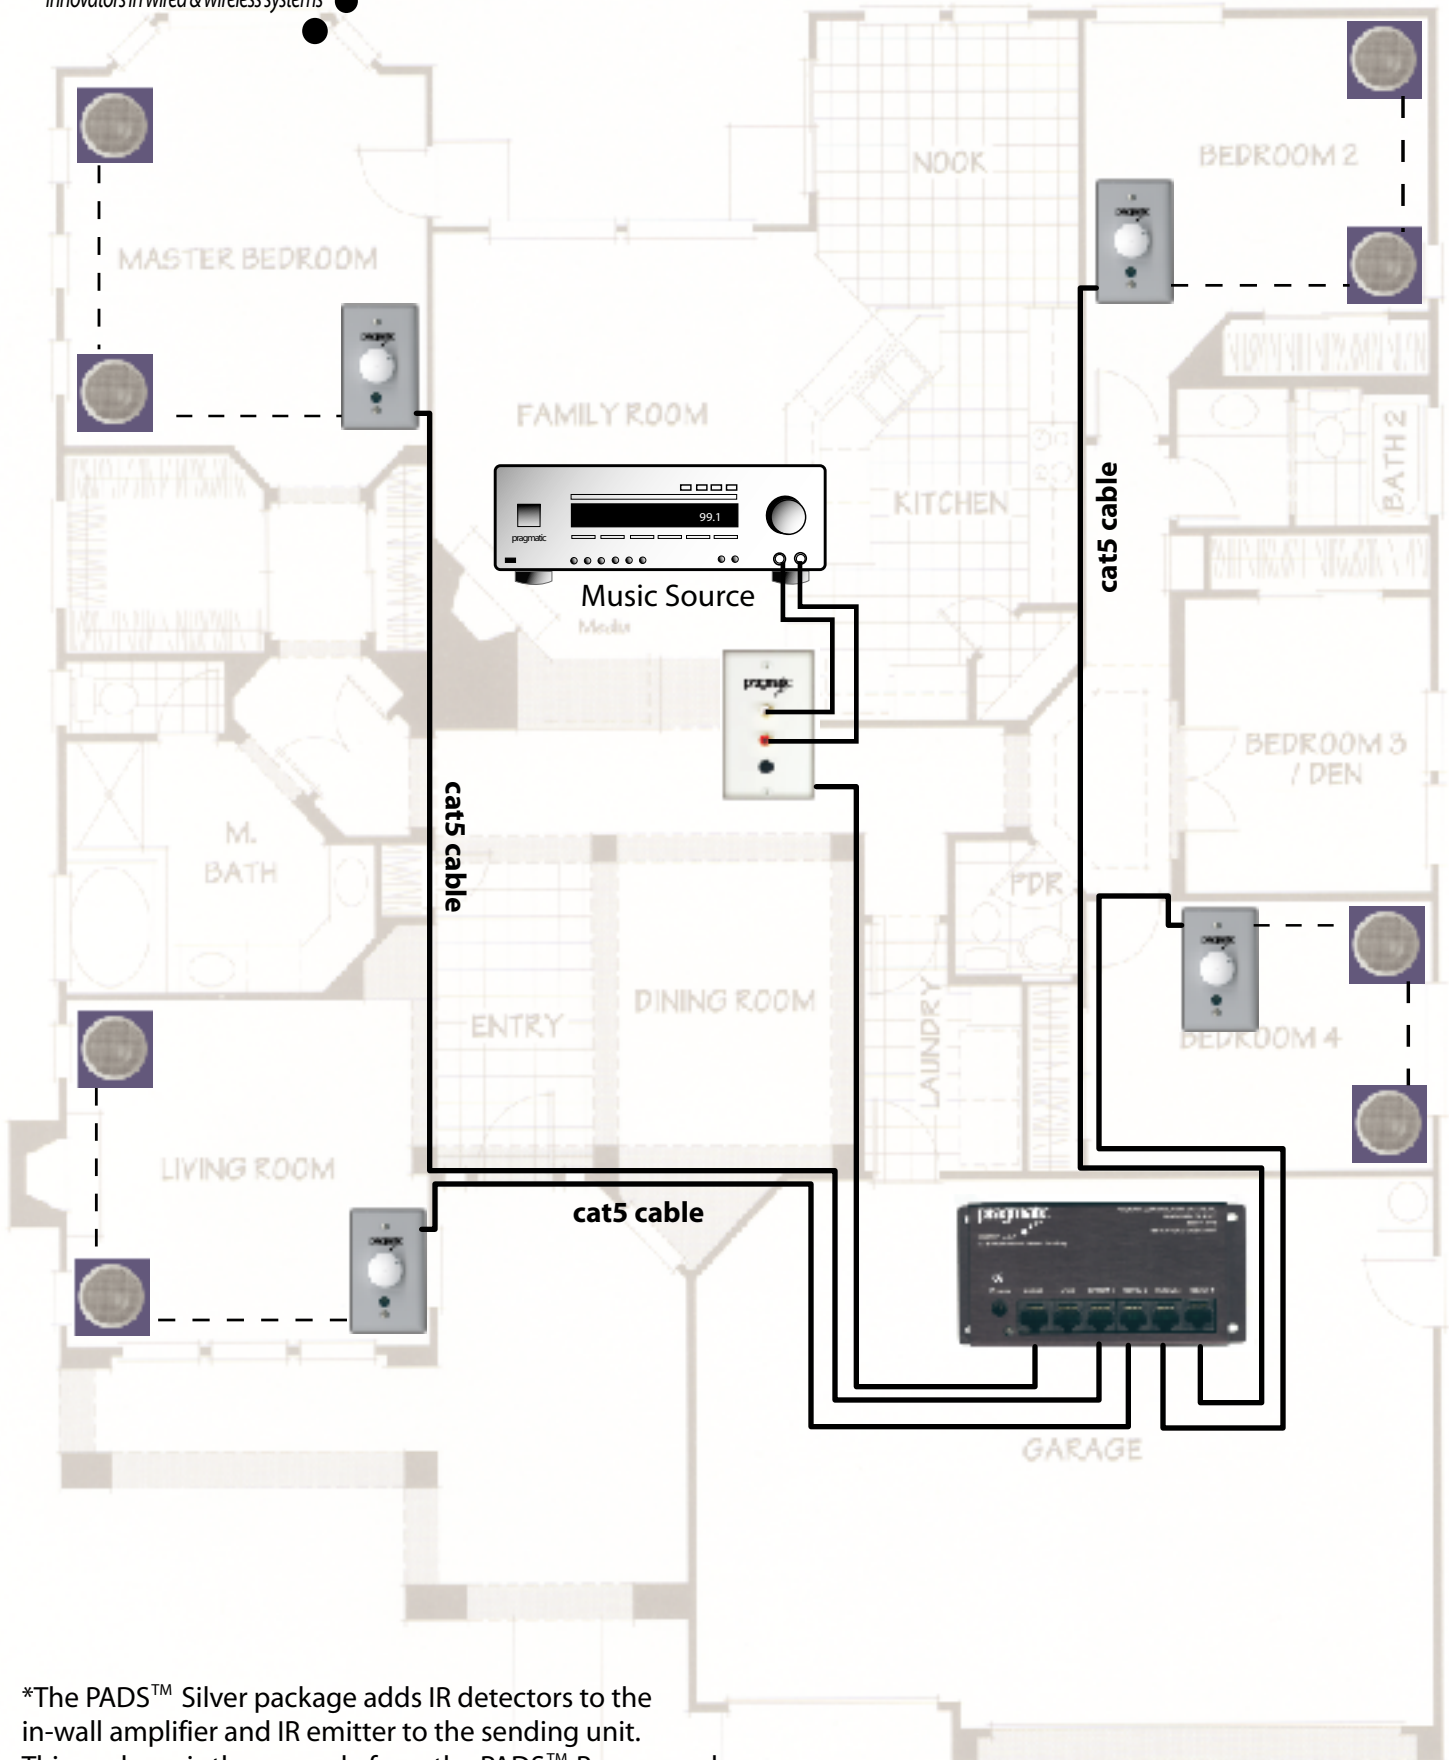 innovators in wired & wireless systems
NOOK
BEDROOM 2
MASTER BEDROOM
FAMILY ROOM
BATH 2
KITCHEN
cat5 cable
99.1
pragmatic
Music Source
Media
pragmatic
BEDROOM 3
/ DEN
cat5 cable
M.
BATH
PDR
DINING ROOM
ENTRY
LAUNDRY
BEDROOM 4
LIVING ROOM
cat5 cable
pragmatic
GARAGE
*The PADS™ Silver package adds IR detectors to the
in-wall amplifier and IR emitter to the sending unit.